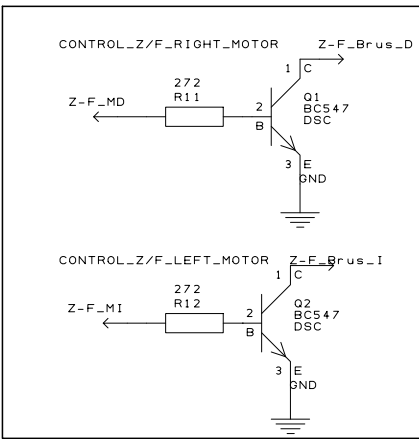 CONTROL_Z/F_RIGHT_MOTOR Z-F_Brus_D
1 C
272
R11
Z-F_MD
2
B
Q1
BC547
DSC
3 E
GND
CONTROL_Z/F_LEFT_MOTOR Z-F_Brus_I
1 C
272
R12
Z-F_MI
2
B
Q2
BC547
DSC
3 E
GND